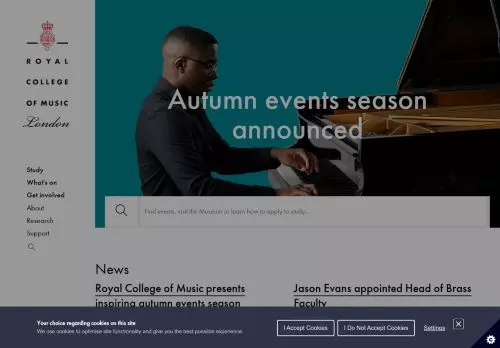 ROYAL
COLLEGE
OF MUSIC
London
Study
What's on
Get involved
About
Research
Support
Autumn events season
announced
Find events, visit the Museum or learn how to apply to study...
News
Royal College of Music presents
inspiring autumn events season
Jason Evans appointed Head of Brass
Faculty
Your choice regarding cookies on this site
We use cookies to optimise site functionality and give you the best possible experience.
I Accept Cookies
I Do Not Accept Cookies
Settings